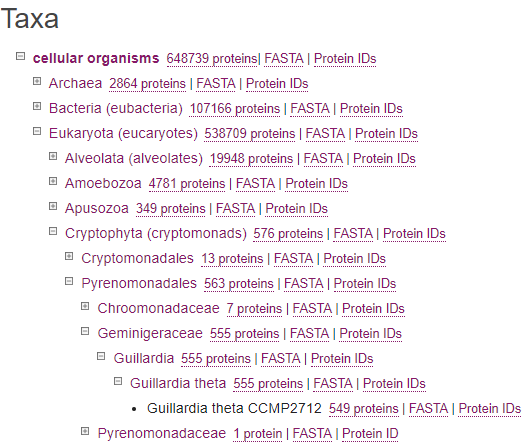 Taxa
cellular organisms 648739 proteins| FASTA | Protein IDs
Archaea 2864 proteins | FASTA | Protein IDs
Bacteria (eubacteria) 107166 proteins | FASTA | Protein IDs
Eukaryota (eucaryotes) 538709 proteins | FASTA | Protein IDs
Alveolata (alveolates) 19948 proteins | FASTA | Protein IDs
Amoebozoa 4781 proteins | FASTA | Protein IDs
Apusozoa 349 proteins | FASTA | Protein IDs
Cryptophyta (cryptomonads) 576 proteins | FASTA | Protein IDs
Cryptomonadales 13 proteins | FASTA | Protein IDs
Pyrenomonadales 563 proteins | FASTA | Protein IDs
Chroomonadaceae 7 proteins | FASTA | Protein IDs
Geminigeraceae 555 proteins | FASTA | Protein IDs
Guillardia 555 proteins | FASTA | Protein IDs
Guillardia theta 555 proteins | FASTA | Protein IDs
• Guillardia theta CCMP2712 549 proteins | FASTA | Protein IDs
Pyrenomonadaceae 1 protein | FASTA | Protein ID